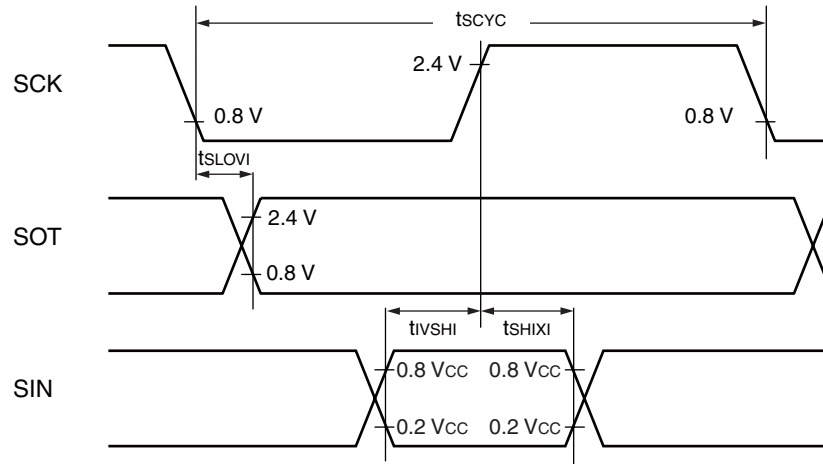 tSCYC
SCK
2.4 V
0.8 V
0.8 V
tSLOVI
SOT
2.4 V
0.8 V
tIVSHI
tSHIXI
SIN
0.8 VCC
0.8 VCC
0.2 VCC
0.2 VCC